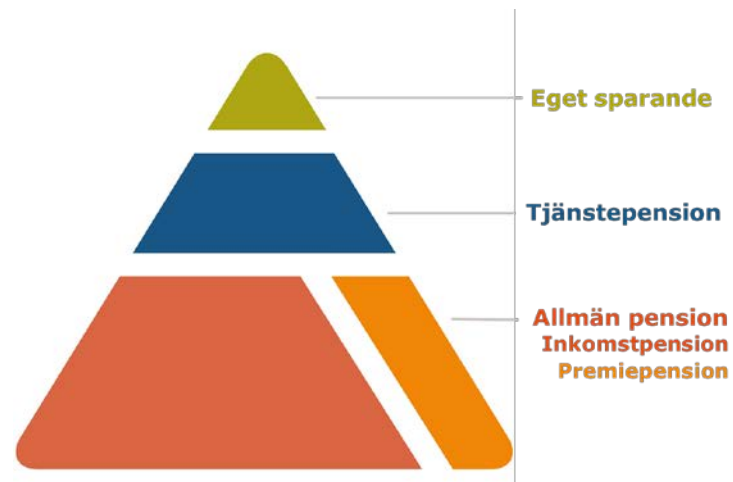 Eget sparande
Tjänstepension
Allmän pension
Inkomstpension
Premiepension